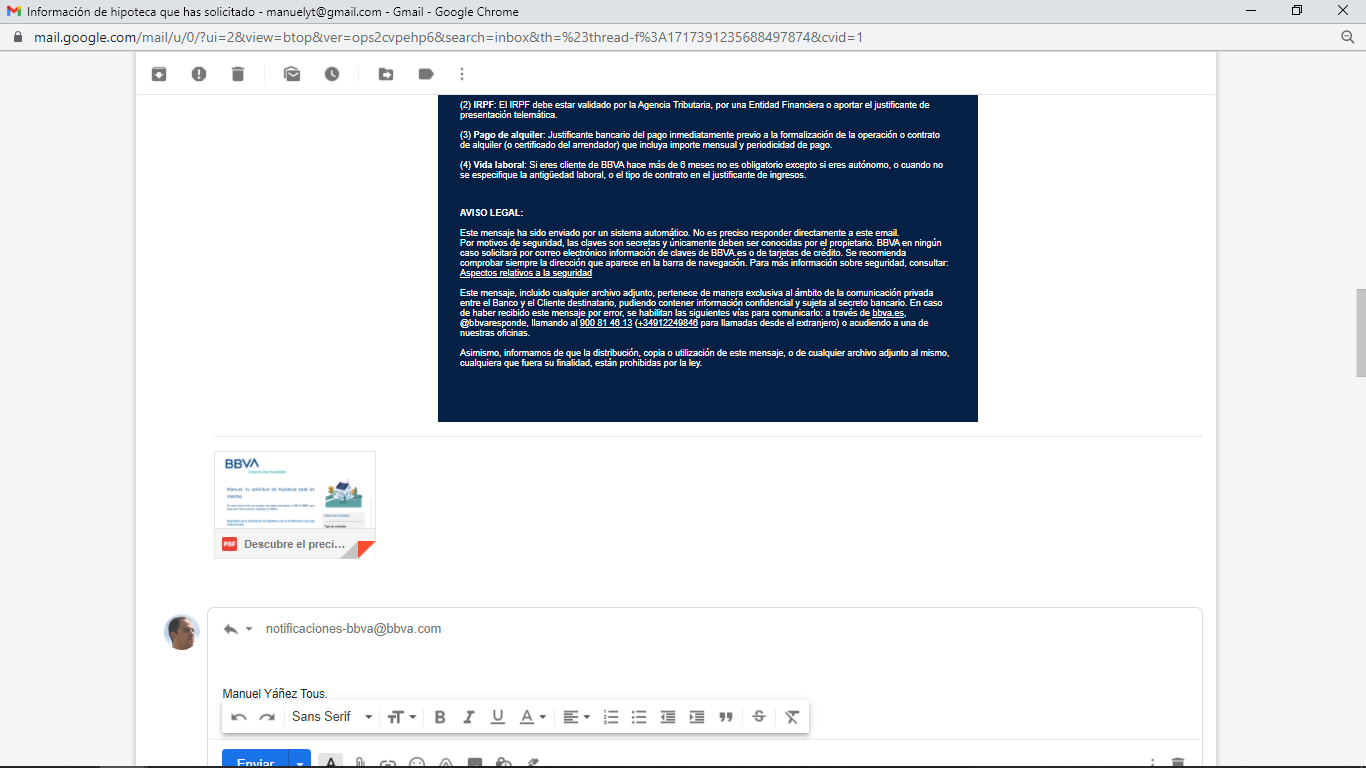 Información de hipoteca que has solicitado - manuelyt@gmail.com - Gmail - Google Chrome
mail.google.com/mail/u/0/?ui=2&view=btop&ver=ops2cvpehp6&search=inbox&th=%23thread-f%3A1717391235688497874&cvid=1
(2) IRPF: El IRPF debe estar validado por la Agencia Tributaria, por una Entidad Financiera o aportar el justificante de
presentación telemática.
(3) Pago de alquiler: Justificante bancario del pago inmediatamente previo a la formalización de la operación o contrato
de alquiler (o certificado del arrendador) que incluya importe mensual y periodicidad de pago.
(4) Vida laboral: Si eres cliente de BBVA hace más de 6 meses no es obligatorio excepto si eres autónomo, o cuando no
se especifique la antigüedad laboral, o el tipo de contrato en el justificante de ingresos.
AVISO LEGAL:
Este mensaje ha sido enviado por un sistema automático. No es preciso responder directamente a este email.
Por motivos de seguridad, las claves son secretas y únicamente deben ser conocidas por el propietario. BBVA en ningún
caso solicitará por correo electrónico información de claves de BBVA.es o de tarjetas de crédito. Se recomienda
comprobar siempre la dirección que aparece en la barra de navegación. Para más información sobre seguridad, consultar:
Aspectos relativos a la seguridad
Este mensaje, incluido cualquier archivo adjunto, pertenece de manera exclusiva al ámbito de la comunicación privada
entre el Banco y el Cliente destinatario, pudiendo contener información confidencial y sujeta al secreto bancario. En caso
de haber recibido este mensaje por error, se habilitan las siguientes vías para comunicarlo: a través de bbva.es,
@bbvaresponde, llamando al 900 81 46 13 (+34912249846 para llamadas desde el extranjero) o acudiendo a una de
nuestras oficinas.
Asimismo, informamos de que la distribución, copia o utilización de este mensaje, o de cualquier archivo adjunto al mismo,
cualquiera que fuera su finalidad, están prohibidas por la ley.
BBVA
Creando Oportunidades
Manuel, tu solicitud de hipoteca está en
marcha
Tipo de vivienda
PDF Descubre el preci...
notificaciones-bbva@bbva.com
Manuel Yáñez Tous.
Sans Serif
Enviar